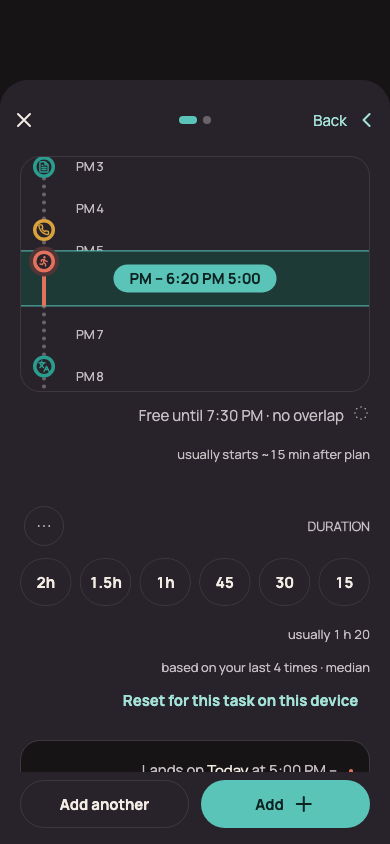 Back
PM 3
PM 4
PM 5
PM – 6:20 PM 5:00
PM 7
PM 8
Free until 7:30 PM · no overlap
usually starts ~15 min after plan
...
DURATION
2h
1.5h
1h
45
30
15
usually 1 h 20
based on your last 4 times · median
Reset for this task on this device
Lands on Today at 5:00 PM –
Add another
Add